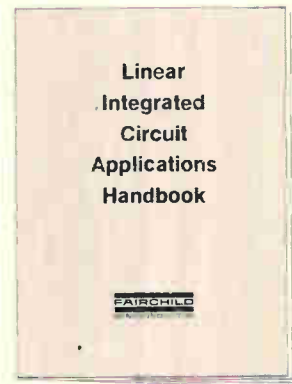 Linear
Integrated
Circuit
Applications
Handbook
FAIRCHILD